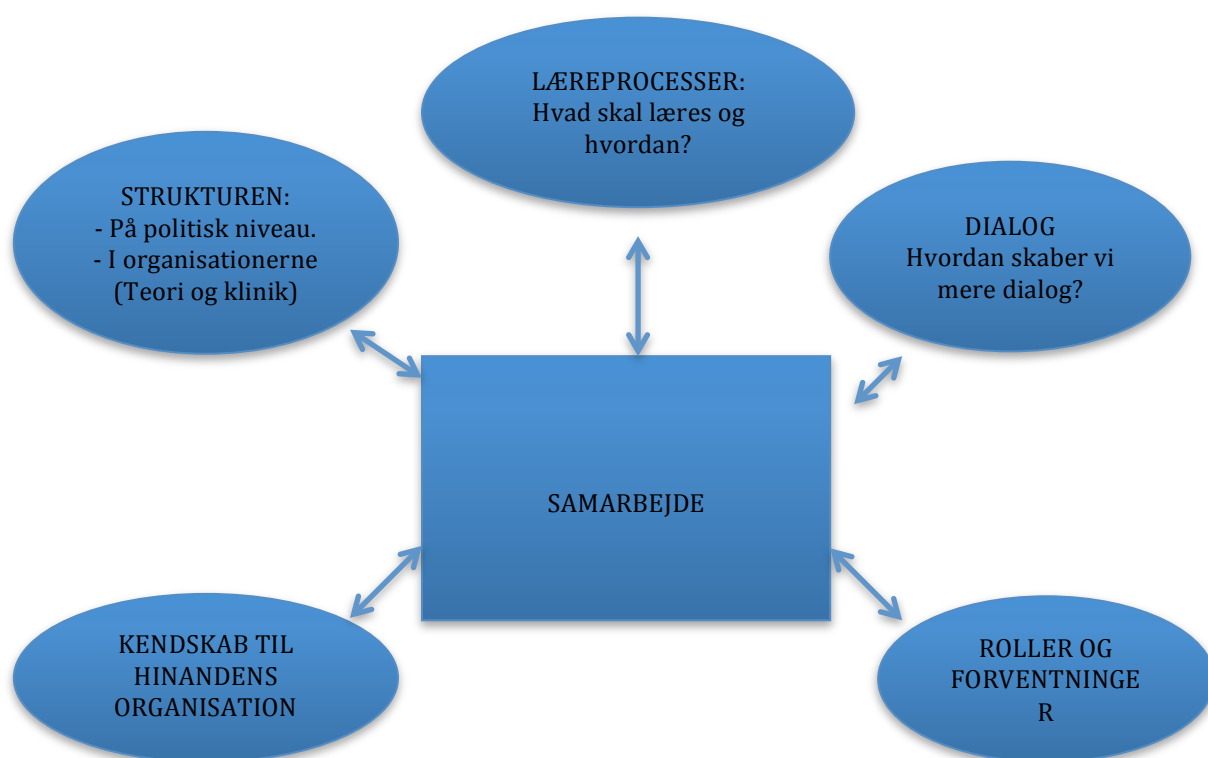 LÆREPROCESSER:
Hvad skal læres og
hvordan?
STRUKTUREN:
- På politisk niveau.
- I organisationerne
(Teori og klinik)
DIALOG
Hvordan skaber vi
mere dialog?
SAMARBEJDE
KENDSKAB TIL
HINANDENS
ORGANISATION
ROLLER OG
FORVENTNINGE
R